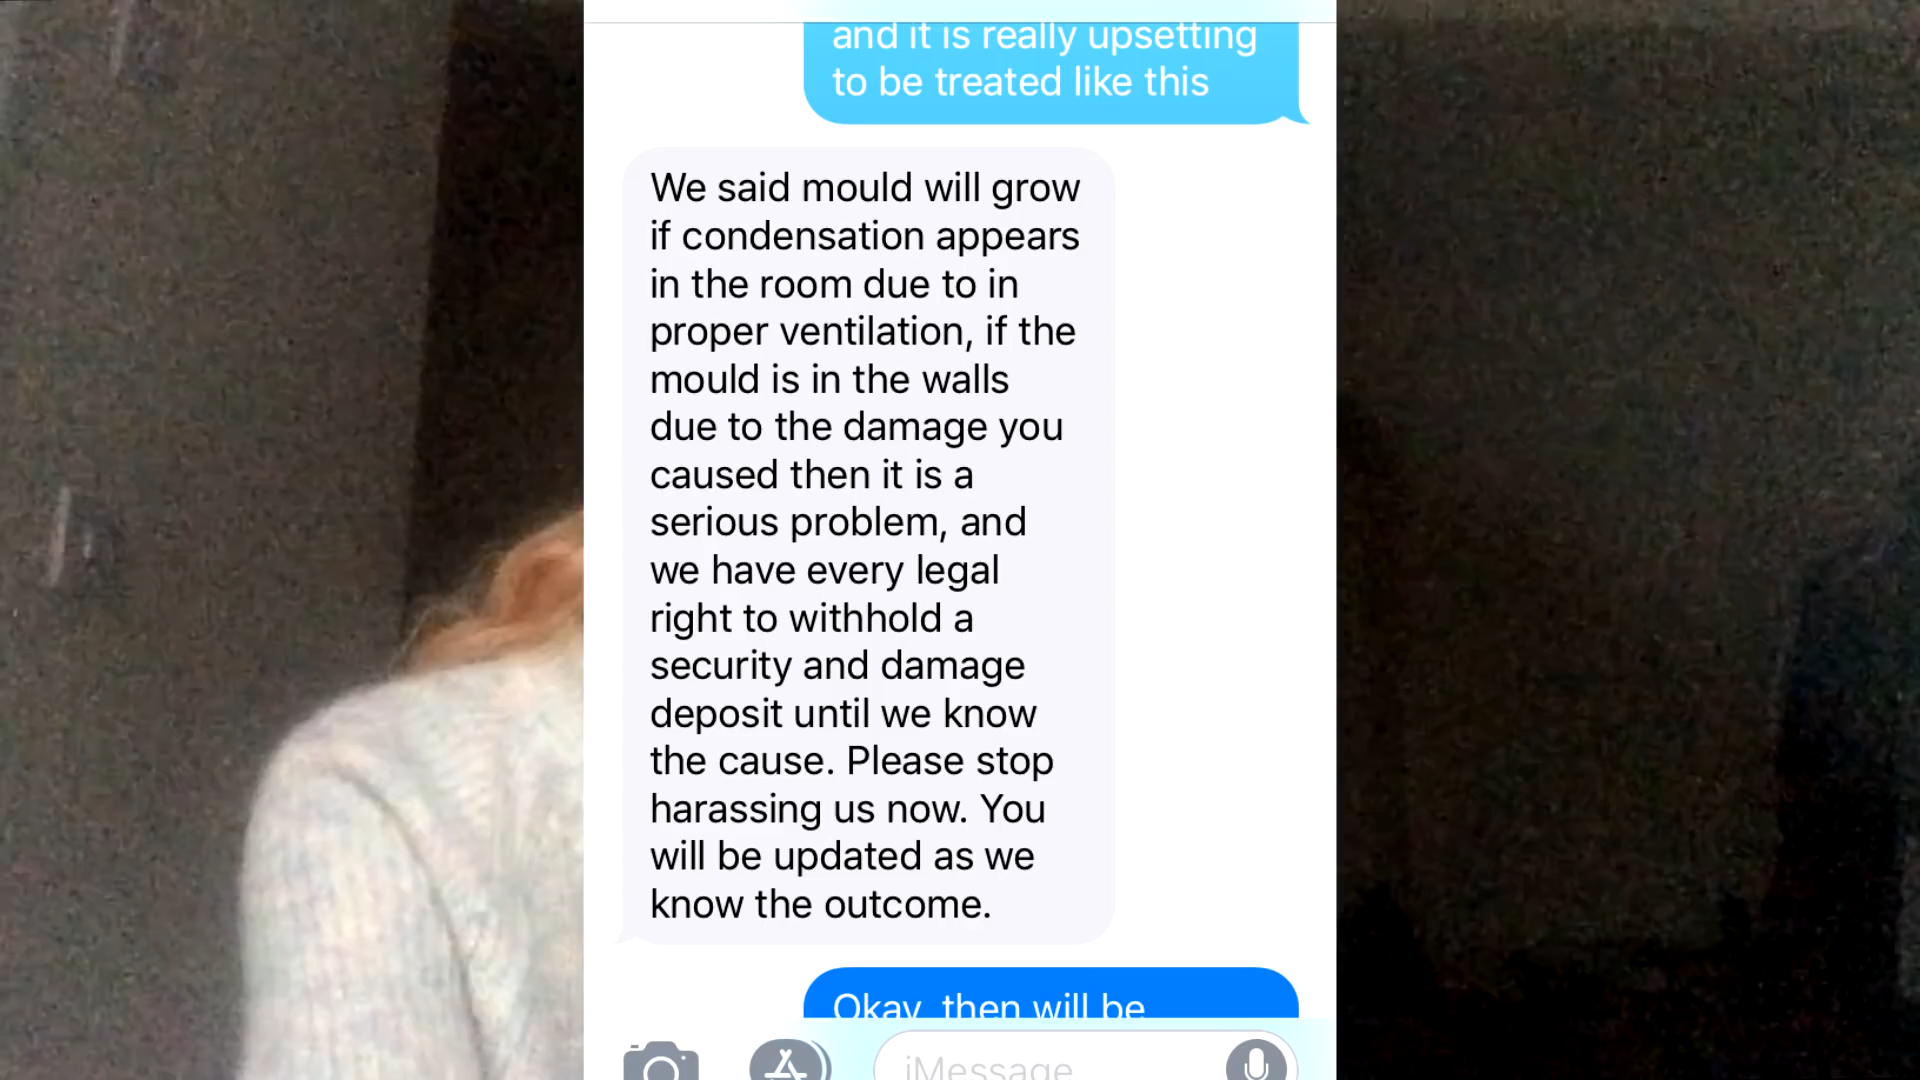 and it is really upsetting
to be treated like this
We said mould will grow
if condensation appears
in the room due to in
proper ventilation, if the
mould is in the walls
due to the damage you
caused then it is a
serious problem, and
we have every legal
right to withhold a
security and damage
deposit until we know
the cause. Please stop
harassing us now. You
will be updated as we
know the outcome.
Okay, then will be
iMessage